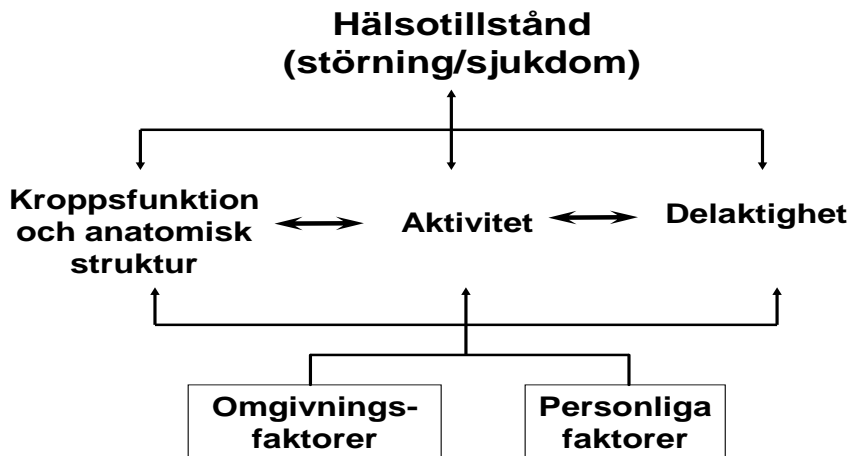 Hälsotillstånd
(störning/sjukdom)
Kroppsfunktion
och anatomisk
struktur
Aktivitet
Delaktighet
Omgivnings-
faktorer
Personliga
faktorer